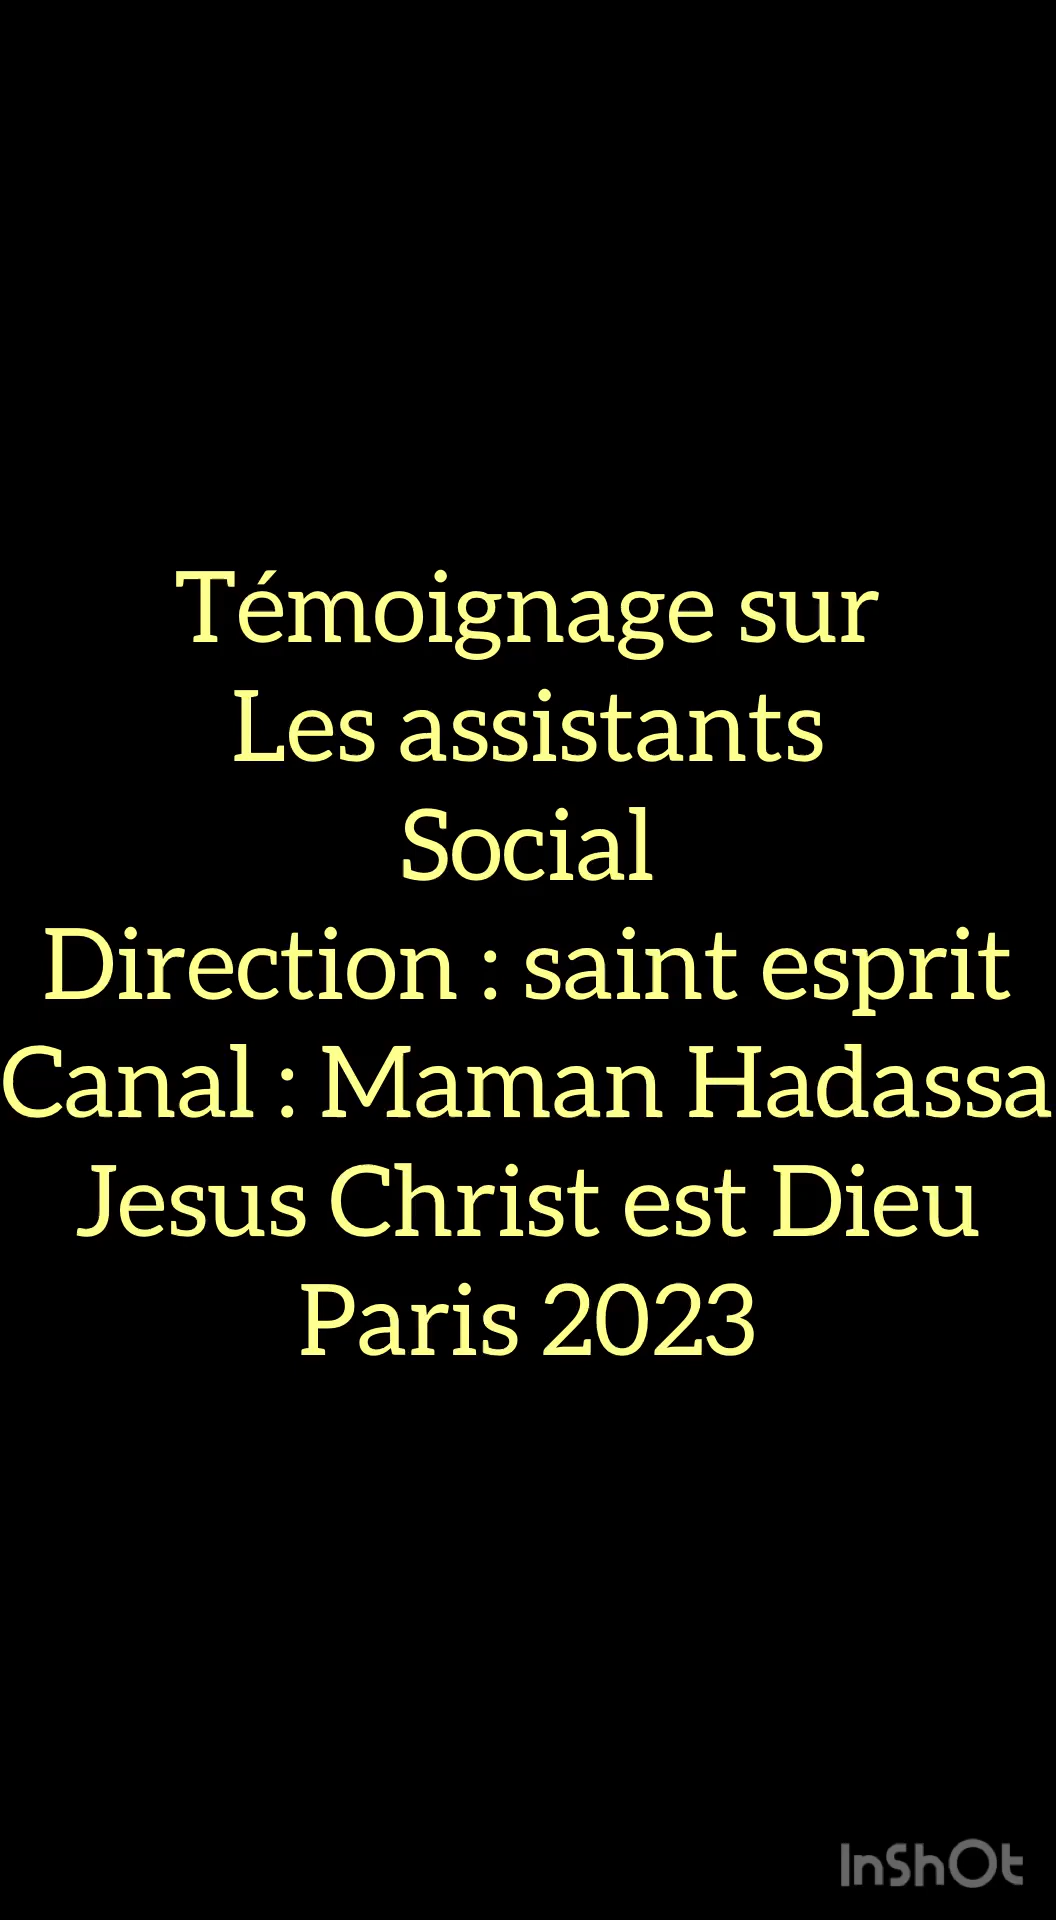 Témoignage sur
Les assistants
Social
Direction : saint esprit
Canal : Maman Hadassa
Jesus Christ est Dieu
Paris 2023
InShOt